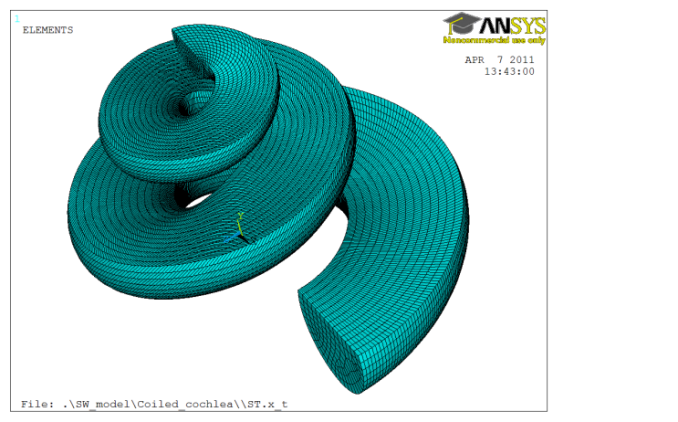 1
ELEMENTS
ANSYS
Noncommercial use only
APR 7 2011
13:43:00
Y
File: .\SW_model\Coiled_cochlea\\ST.x_t